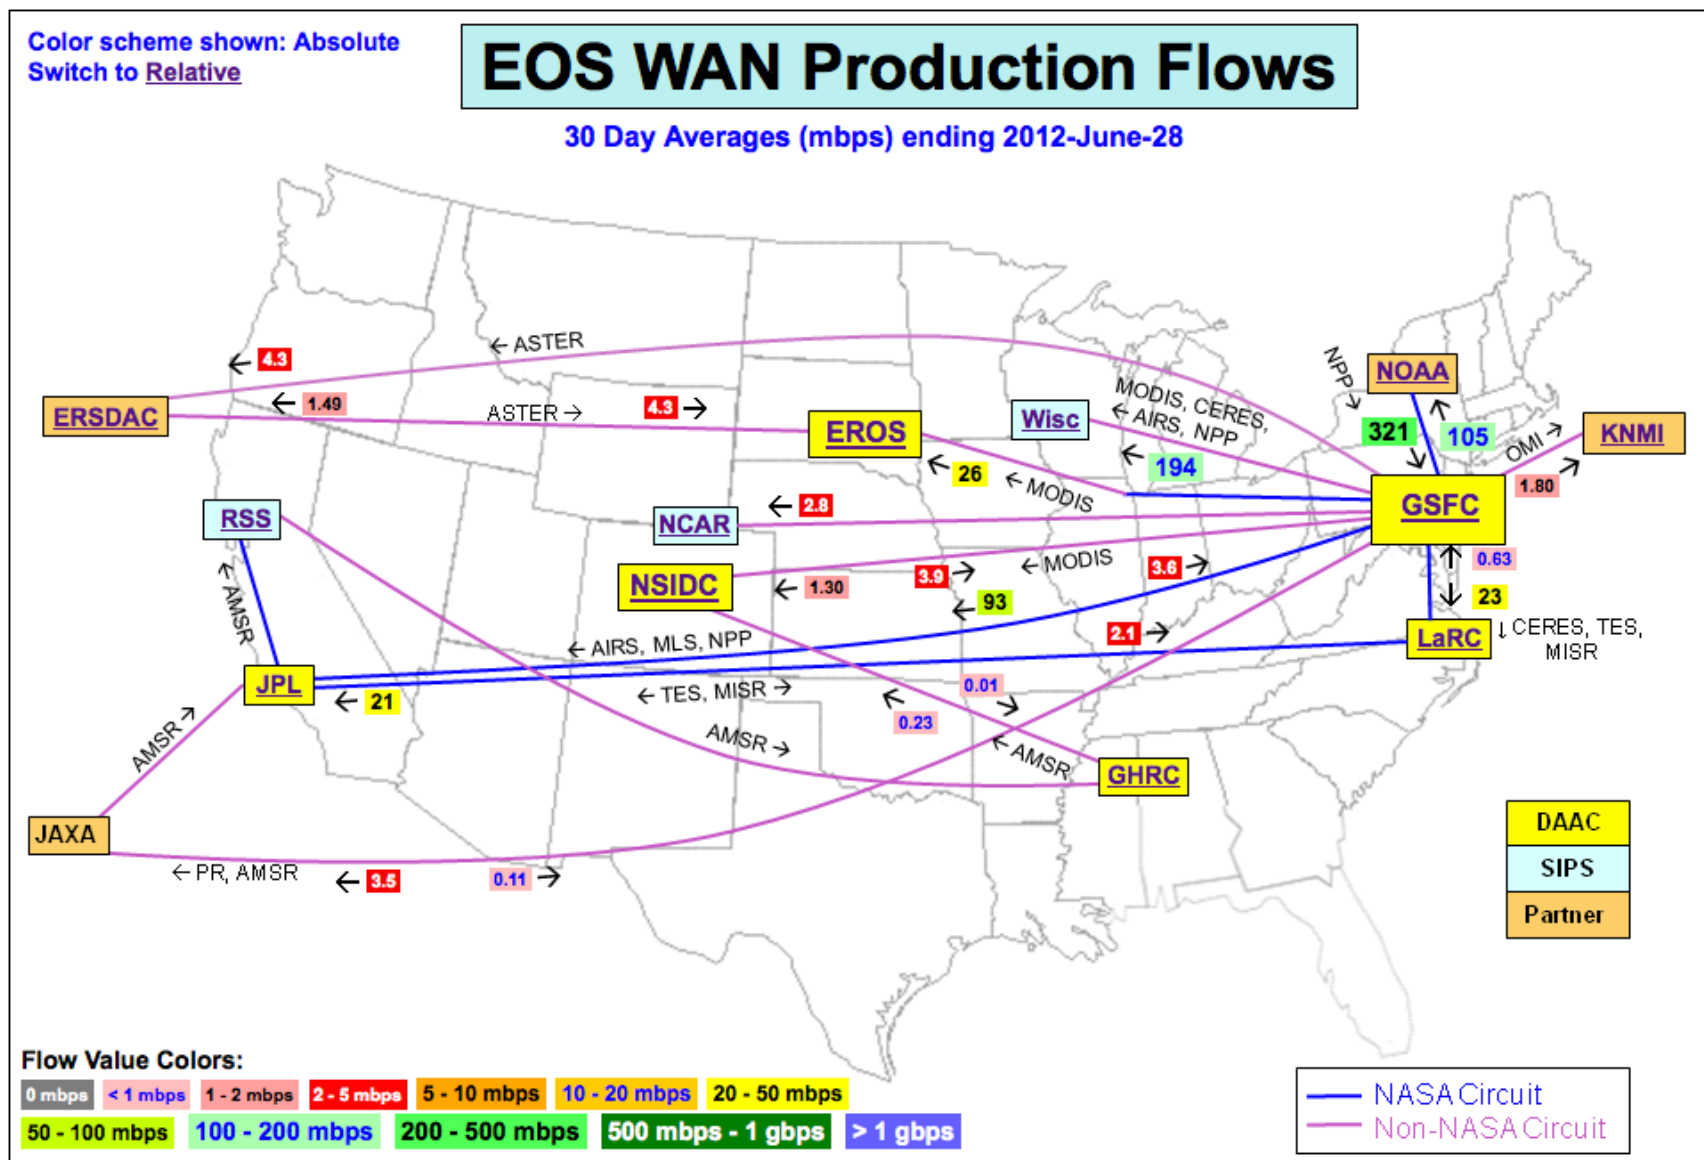 Color scheme shown: Absolute
Switch to Relative
EOS WAN Production Flows
30 Day Averages (mbps) ending 2012-June-28
← ASTER
4.3
1.49
ERSDAC
ASTER →
4.3
EROS
26
Wisc
MODIS, CERES,
← AIRS, NPP
194
← MODIS
NPP →
NOAA
321
105
OMI →
KNMI
1.80
GSFC
RSS
NCAR
2.8
NSIDC
1.30
← MODIS
3.9
3.6
93
0.63
23
← AMSR
← AIRS, MLS, NPP
2.1
LaRC
↓ CERES, TES,
MISR
JPL
21
← TES, MISR →
0.01
0.23
AMSR →
AMSR →
← AMSR
GHRC
JAXA
← PR, AMSR
3.5
0.11
DAAC
SIPS
Partner
Flow Value Colors:
0 mbps
< 1 mbps
1 - 2 mbps
2 - 5 mbps
5 - 10 mbps
10 - 20 mbps
20 - 50 mbps
50 - 100 mbps
100 - 200 mbps
200 - 500 mbps
500 mbps - 1 gbps
> 1 gbps
NASA Circuit
Non-NASA Circuit